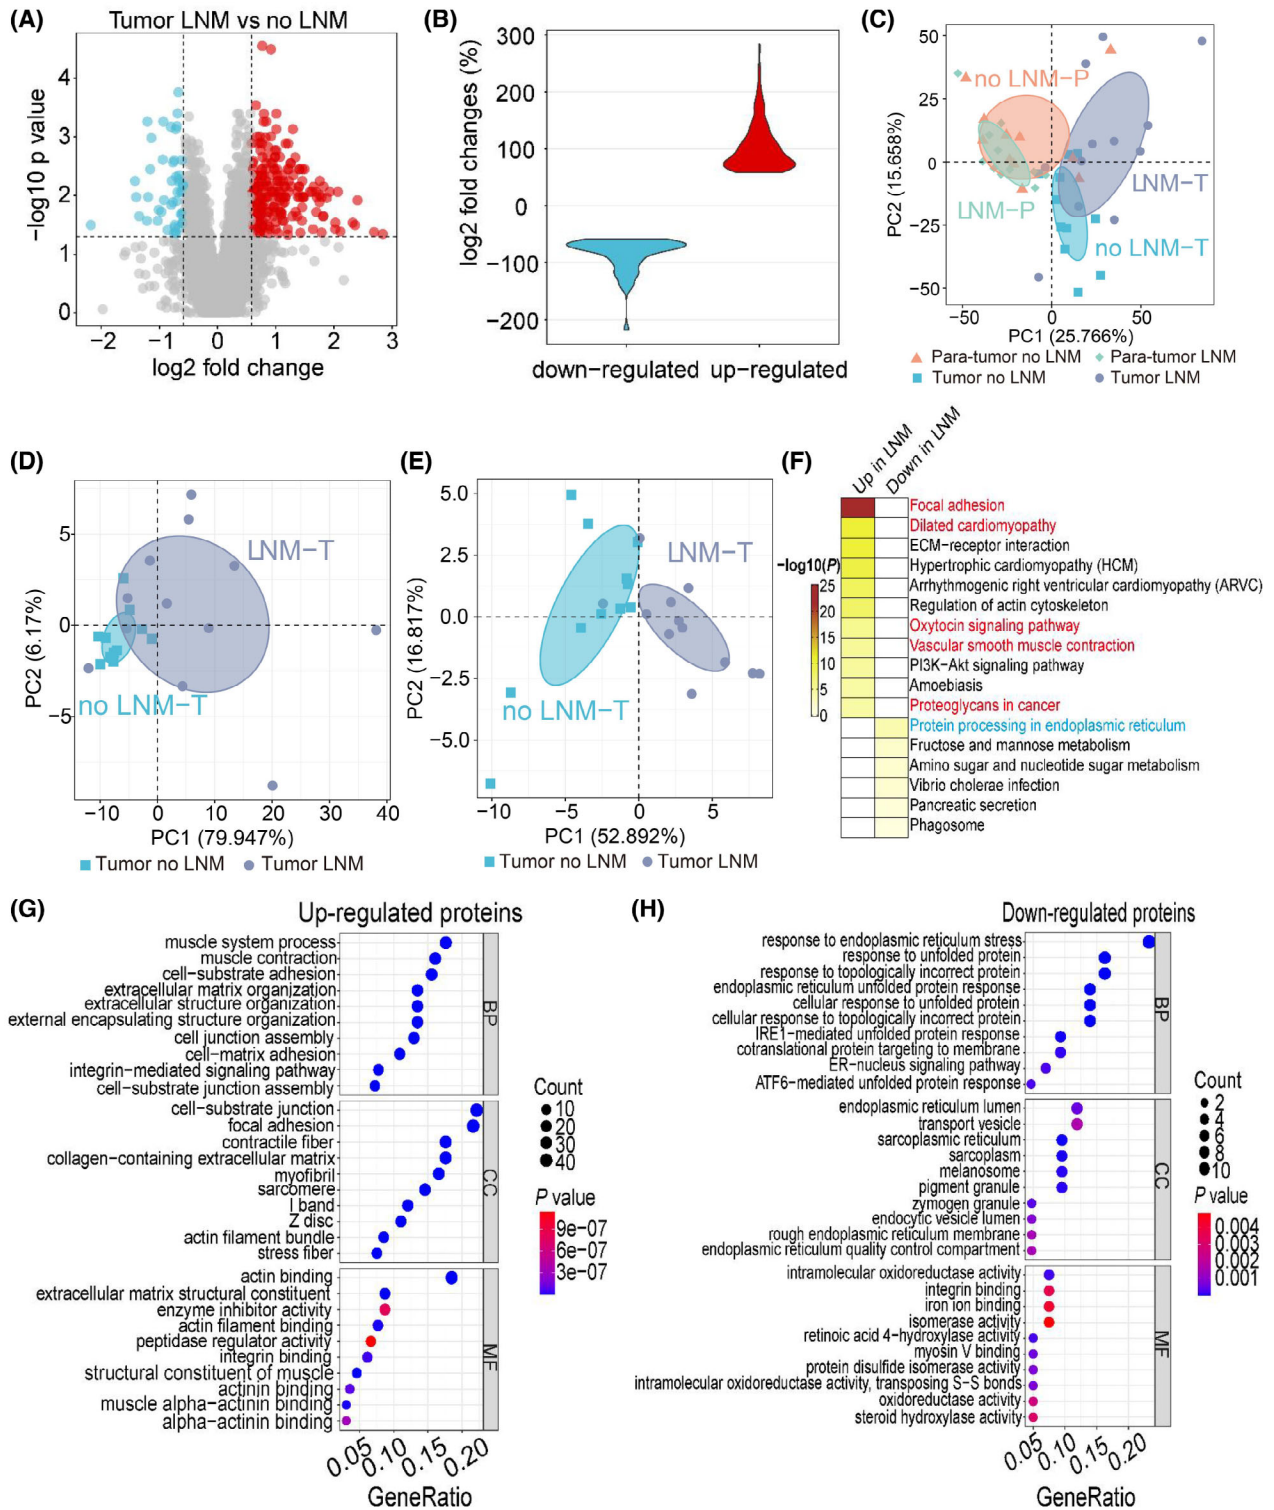 (A)
Tumor LNM vs no LNM
4
3
2
1
0
−log10 p value
−2
−1
0
1
2
3
log2 fold change
(B)
300
200
100
0
−100
−200
log2 fold changes (%)
down−regulated
up−regulated
(C)
50
25
0
−25
−50
PC2 (15.658%)
no LNM−P
LNM−T
LNM−P
no LNM−T
−50
0
50
PC1 (25.766%)
Para−tumor no LNM
Para−tumor LNM
Tumor no LNM
Tumor LNM
(D)
5
0
−5
PC2 (6.17%)
LNM−T
no LNM−T
−10
0
10
20
30
40
PC1 (79.947%)
Tumor no LNM
Tumor LNM
(E)
5.0
2.5
0.0
−2.5
−5.0
PC2 (16.817%)
LNM−T
no LNM−T
−10
−5
0
5
PC1 (52.892%)
Tumor no LNM
Tumor LNM
(F)
Up in LNM
Down in LNM
−log10(P)
25
20
15
10
5
0
Focal adhesion
Dilated cardiomyopathy
ECM−receptor interaction
Hypertrophic cardiomyopathy (HCM)
Arrhythmogenic right ventricular cardiomyopathy (ARVC)
Regulation of actin cytoskeleton
Oxytocin signaling pathway
Vascular smooth muscle contraction
PI3K−Akt signaling pathway
Amoebiasis
Proteoglycans in cancer
Protein processing in endoplasmic reticulum
Fructose and mannose metabolism
Amino sugar and nucleotide sugar metabolism
Vibrio cholerae infection
Pancreatic secretion
Phagosome
(G)
Up−regulated proteins
muscle system process
muscle contraction
cell−substrate adhesion
extracellular matrix organization
extracellular structure organization
external encapsulating structure organization
cell junction assembly
cell−matrix adhesion
integrin−mediated signaling pathway
cell−substrate junction assembly
BP
cell−substrate junction
focal adhesion
contractile fiber
collagen−containing extracellular matrix
myofibril
sarcomere
I band
Z disc
actin filament bundle
stress fiber
CC
actin binding
extracellular matrix structural constituent
enzyme inhibitor activity
actin filament binding
peptidase regulator activity
integrin binding
structural constituent of muscle
actinin binding
muscle alpha−actinin binding
alpha−actinin binding
MF
0.05
0.10
0.15
0.20
GeneRatio
Count
10
20
30
40
P value
9e−07
6e−07
3e−07
(H)
Down−regulated proteins
response to endoplasmic reticulum stress
response to unfolded protein
response to topologically incorrect protein
endoplasmic reticulum unfolded protein response
cellular response to unfolded protein
cellular response to topologically incorrect protein
IRE1−mediated unfolded protein response
cotranslational protein targeting to membrane
ER−nucleus signaling pathway
ATF6−mediated unfolded protein response
BP
endoplasmic reticulum lumen
transport vesicle
sarcoplasmic reticulum
sarcoplasm
melanosome
pigment granule
zymogen granule
endocytic vesicle lumen
rough endoplasmic reticulum membrane
endoplasmic reticulum quality control compartment
CC
intramolecular oxidoreductase activity
integrin binding
iron ion binding
isomerase activity
retinoic acid 4−hydroxylase activity
myosin V binding
protein disulfide isomerase activity
intramolecular oxidoreductase activity, transposing S−S bonds
oxidoreductase activity
steroid hydroxylase activity
MF
0.05
0.10
0.15
0.20
GeneRatio
Count
2
4
6
8
10
P value
0.004
0.003
0.002
0.001